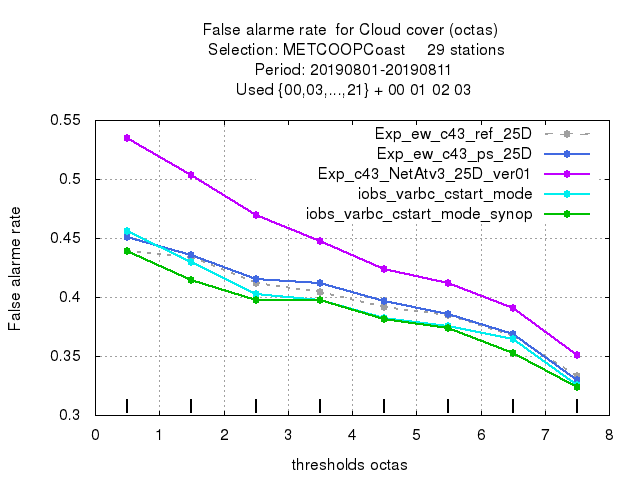 False alarme rate  for Cloud cover (octas)
Selection: METCOOPCoast     29 stations
Period: 20190801-20190811
Used {00,03,...,21} + 00 01 02 03
0.55
Exp_ew_c43_ref_25D
Exp_ew_c43_ps_25D
Exp_c43_NetAtv3_25D_ver01
iobs_varbc_cstart_mode
iobs_varbc_cstart_mode_synop
0.5
0.45
0.4
0.35
0.3
False alarme rate
0 1 2 3 4 5 6 7 8
thresholds octas